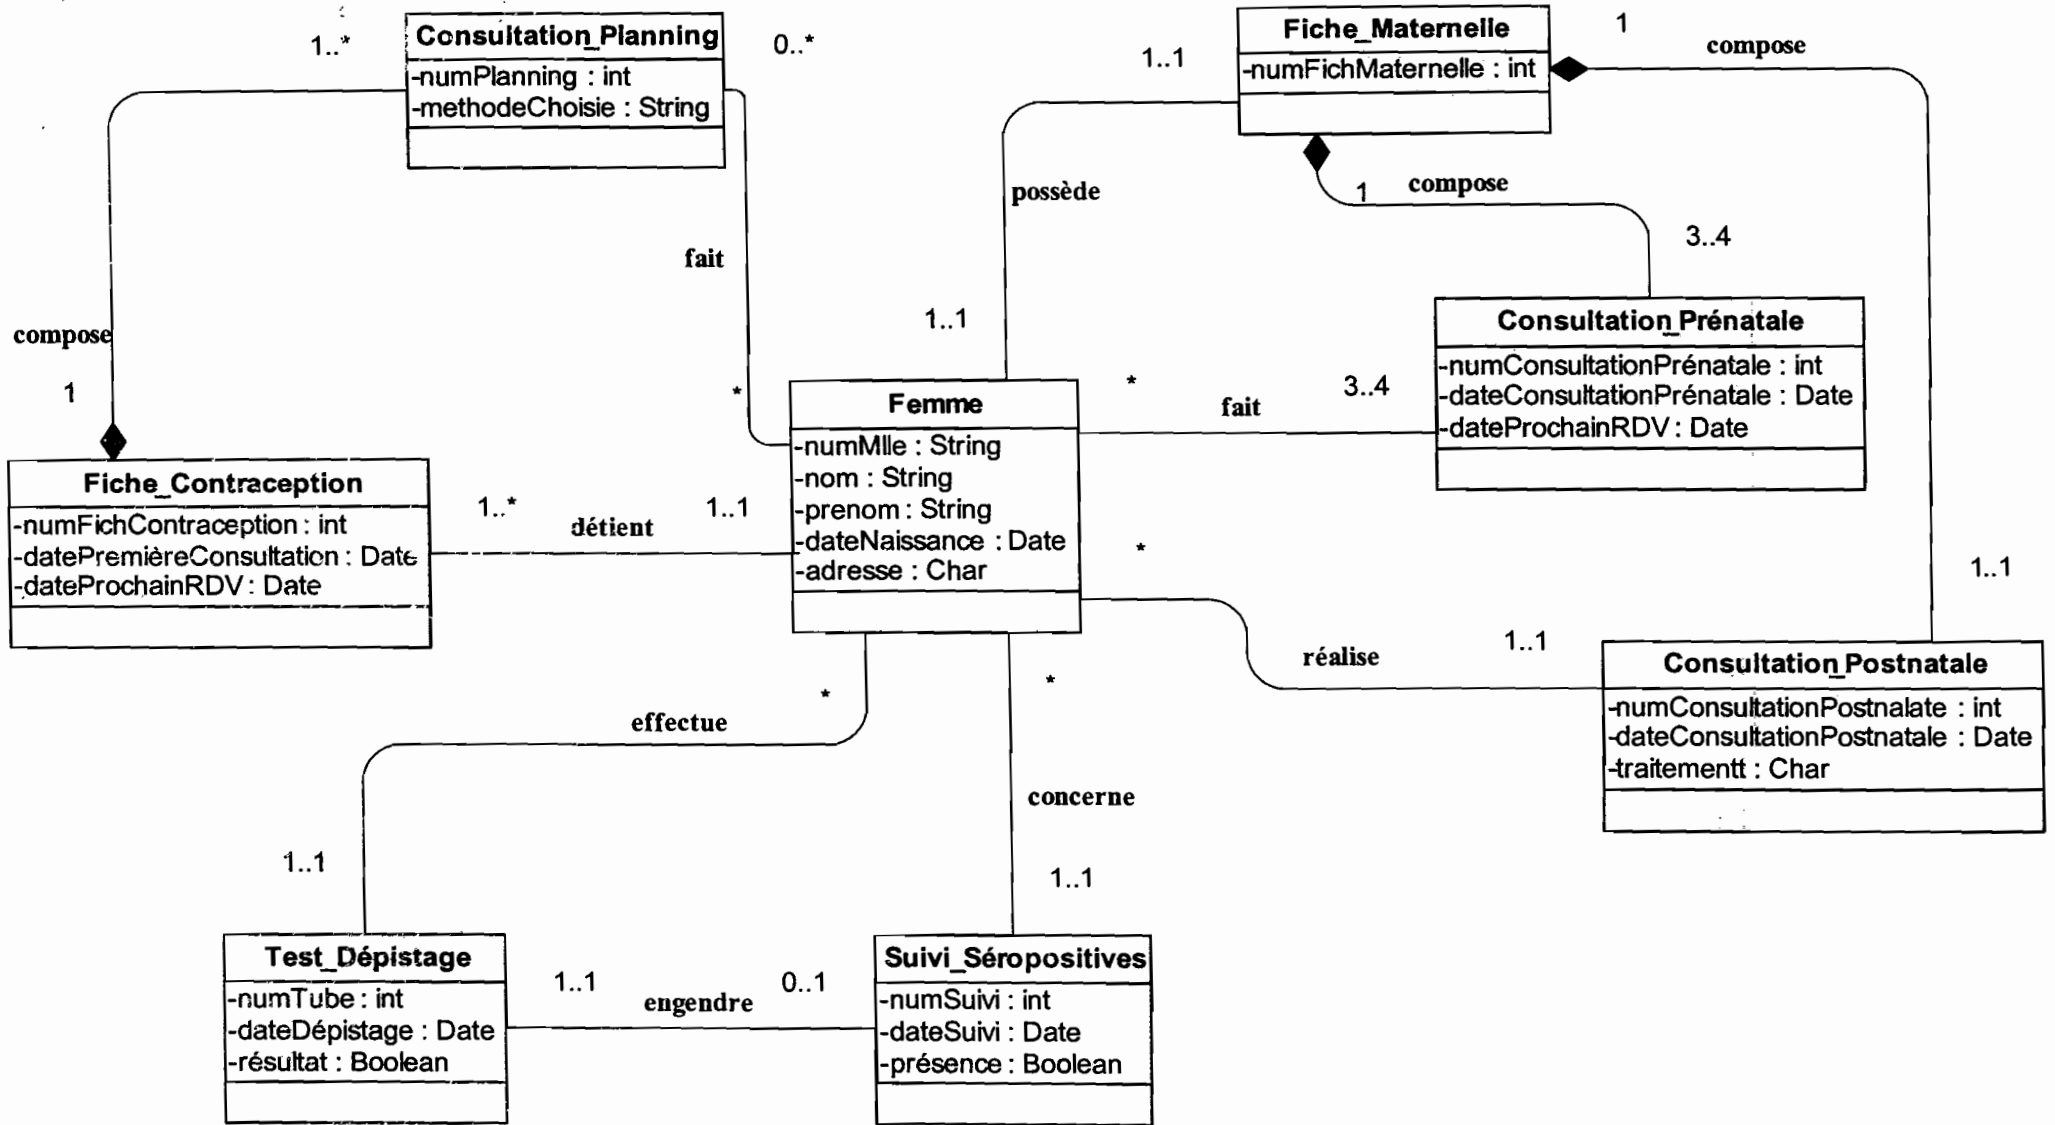 1..*
Consultation_Planning
-numPlanning : int
-methodeChoisie : String
0..*
1..1
Fiche_Maternelle
-numFichMaternelle : int
1
compose
possède
1
compose
3..4
fait
compose
1
1..1
*
Consultation_Prénatale
-numConsultationPrénatale : int
-dateConsultationPrénatale : Date
-dateProchainRDV : Date
*
fait
3..4
Femme
-numMlle : String
-nom : String
-prenom : String
-dateNaissance : Date
-adresse : Char
Fiche_Contraception
-numFichContraception : int
-datePremièreConsultation : Date
-dateProchainRDV : Date
1..*
détient
1..1
*
1..1
réalise
1..1
Consultation_Postnatale
-numConsultationPostnalate : int
-dateConsultationPostnatale : Date
-traitementt : Char
*
effectue
*
concerne
1..1
1..1
Test_Dépistage
-numTube : int
-dateDépistage : Date
-résultat : Boolean
1..1
engendre
0..1
Suivi_Séropositives
-numSuivi : int
-dateSuivi : Date
-présence : Boolean